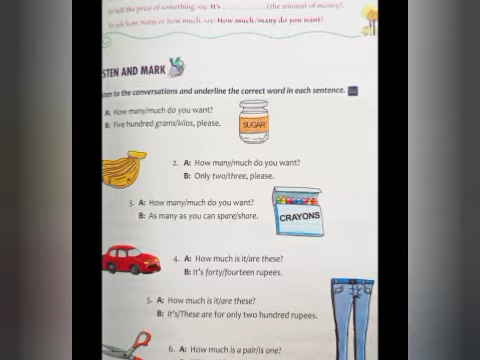 To tell the price of something, say: It's .................... (the amount of money).
To ask how many or how much, say: How much/many do you want?
STEN AND MARK
to the conversations and underline the correct word in each sentence.
A: How many/much do you want?
B: Five hundred grams/kilos, please.
SUGAR
2. A: How many/much do you want?
B: Only two/three, please.
3. A: How many/much do you want?
B: As many as you can spare/share.
CRAYONS
4. A: How much is it/are these?
B: It's forty/fourteen rupees.
5. A: How much is it/are these?
B: It's/These are for only two hundred rupees.
6. A: How much is a pair/is one?